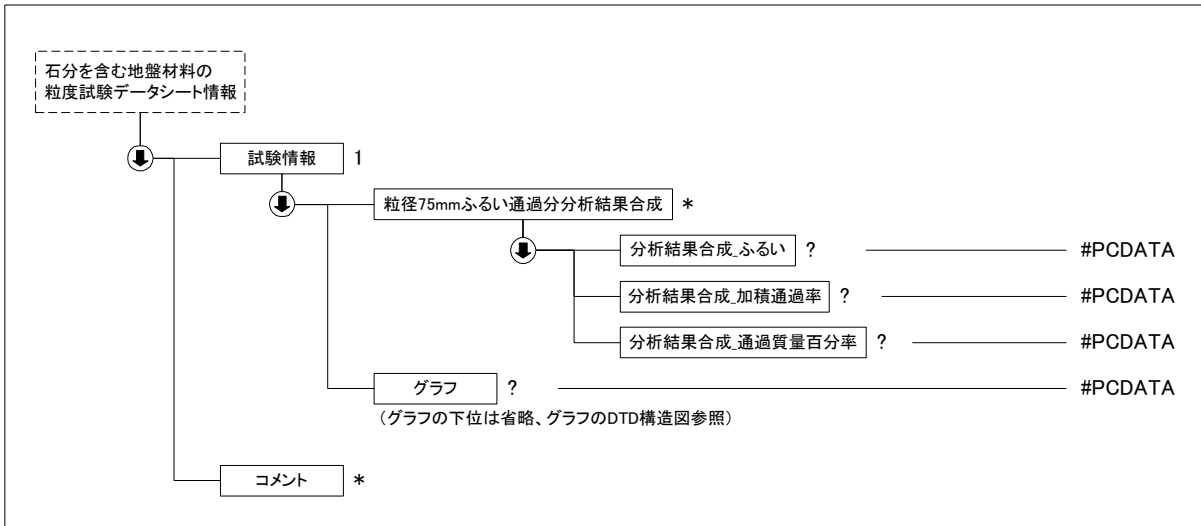 石分を含む地盤材料の
粒度試験データシート情報
試験情報 1
粒径75mmふるい通過分分析結果合成 *
分析結果合成_ふるい ? #PCDATA
分析結果合成_加積通過率 ? #PCDATA
分析結果合成_通過質量百分率 ? #PCDATA
グラフ ? #PCDATA
（グラフの下位は省略、グラフのDTD構造図参照）
コメント *